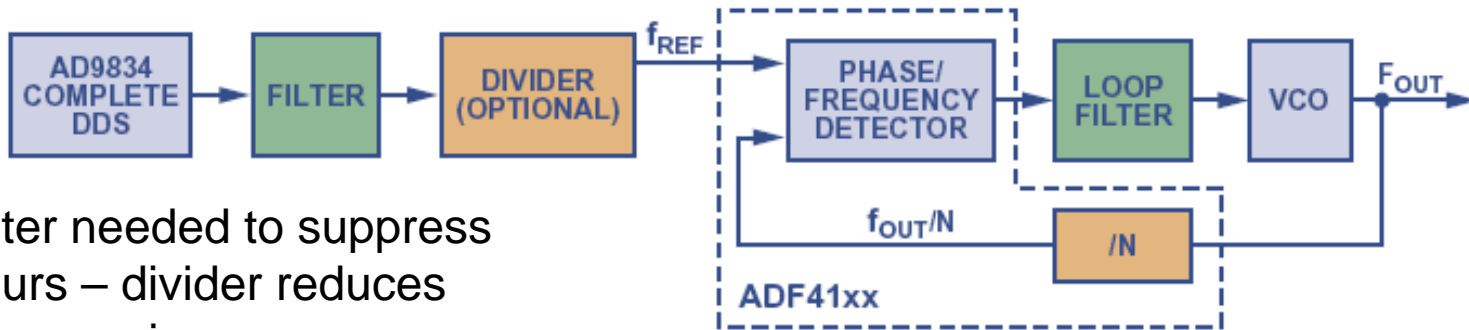 AD9834
COMPLETE
DDS
FILTER
DIVIDER
(OPTIONAL)
fREF
PHASE/
FREQUENCY
DETECTOR
LOOP
FILTER
VCO
FOUT
fOUT/N
/N
ADF41xx
ter needed to suppress
urs – divider reduces